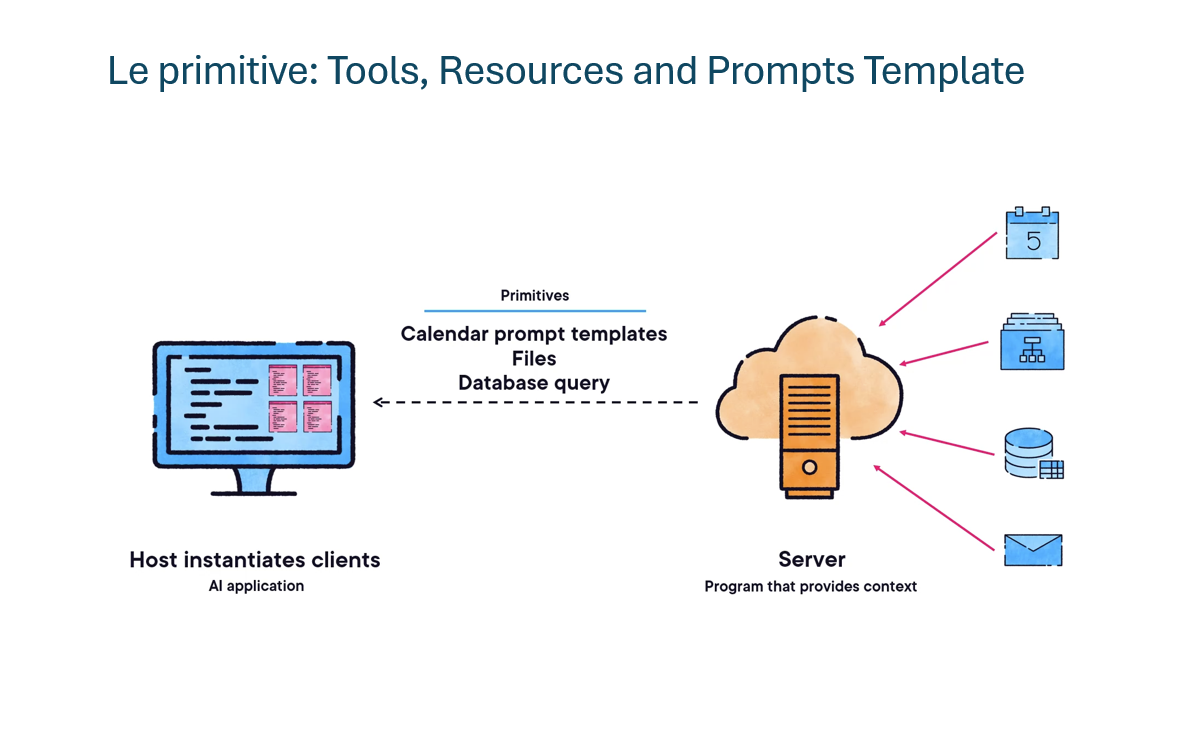 Le primitive: Tools, Resources and Prompts Template
5
Primitives
Calendar prompt templates
Files
Database query
Host instantiates clients
AI application
Server
Program that provides context